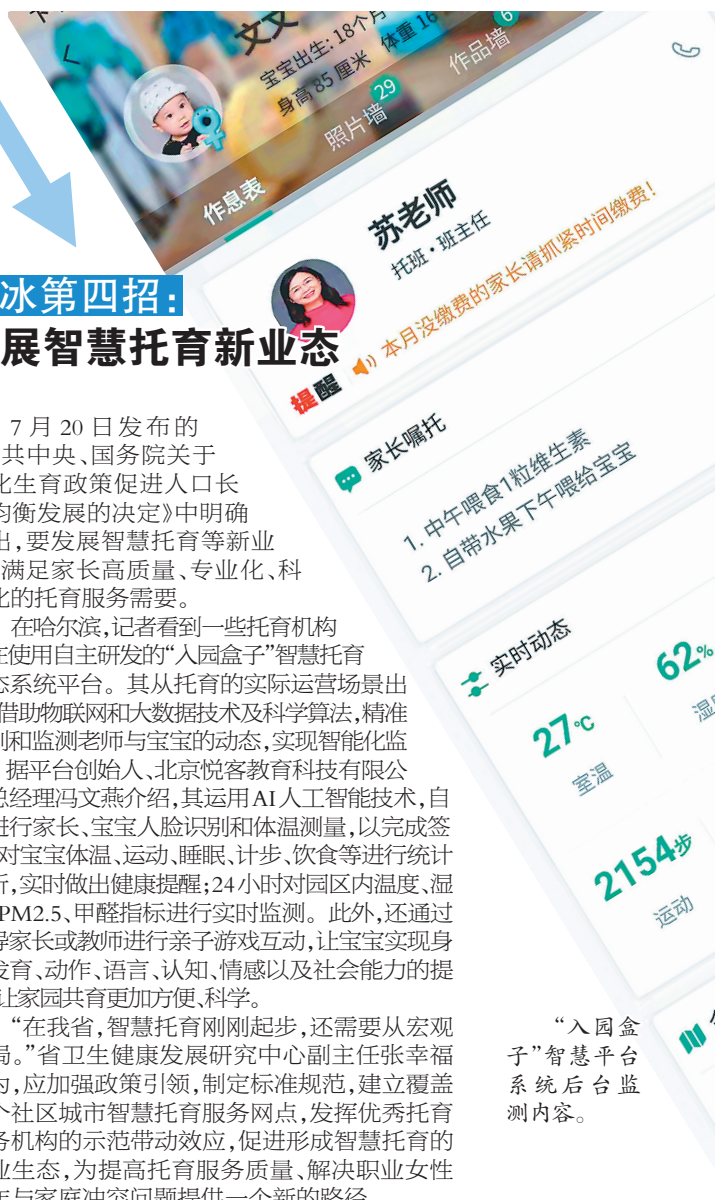 文文
宝宝出生:18个月
体重16
身高85厘米
照片墙
29
作品墙
6
作息表
苏老师
托班·班主任
提醒
本月没缴费的家长请抓紧时间缴费!
家长嘱托
1. 中午喂食1粒维生素
2. 自带水果下午喂给宝宝
实时动态
27℃
室温
62%
湿
2154步
运动
冰第四招:
展智慧托育新业态
7月20日发布的
共中央、国务院关于
化生育政策促进人口长
均衡发展的决定》中明确
出,要发展智慧托育等新业
满足家长高质量、专业化、科
化的托育服务需要。
在哈尔滨,记者看到一些托育机构
在使用自主研发的“入园盒子”智慧托育
态系统平台。其从托育的实际运营场景出
借助物联网和大数据技术及科学算法,精准
别和监测老师与宝宝的动态,实现智能化监
据平台创始人、北京悦客教育科技有限公
总经理冯文燕介绍,其运用AI人工智能技术,自
进行家长、宝宝人脸识别和体温测量,以完成签
对宝宝体温、运动、睡眠、计步、饮食等进行统计
析,实时做出健康提醒;24小时对园区内温度、湿
PM2.5、甲醛指标进行实时监测。此外,还通过
导家长或教师进行亲子游戏互动,让宝宝实现身
发育、动作、语言、认知、情感以及社会能力的提
让家园共育更加方便、科学。
“在我省,智慧托育刚刚起步,还需要从宏观
局。”省卫生健康发展研究中心副主任张幸福
为,应加强政策引领,制定标准规范,建立覆盖
个社区城市智慧托育服务网点,发挥优秀托育
务机构的示范带动效应,促进形成智慧托育的
业生态,为提高托育服务质量、解决职业女性
作与家庭冲突问题提供一个新的路径。
“入园盒
子”智慧平台
系统后台监
测内容。